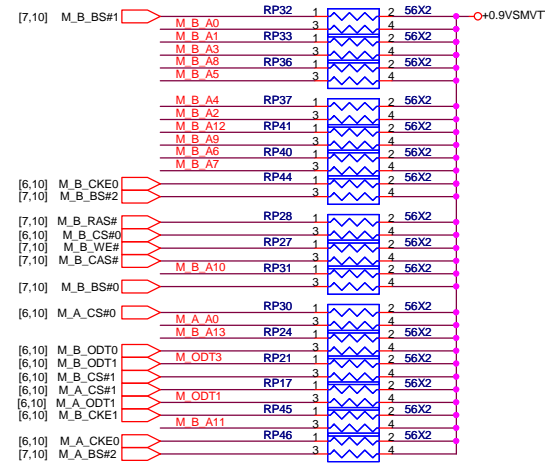 [7,10] M_B_BS#1 RP32 1 2 56X2 +0.9VSMVT
M_B_A0 3 4
M_B_A1 RP33 1 2 56X2
M_B_A3 3 4
M_B_A8 RP36 1 2 56X2
M_B_A5 3 4
M_B_A4 RP37 1 2 56X2
M_B_A2 3 4
M_B_A12 RP41 1 2 56X2
M_B_A9 3 4
M_B_A6 RP40 1 2 56X2
M_B_A7 3 4
[6,10] M_B_CKE0 RP44 1 2 56X2
[7,10] M_B_BS#2 3 4
[7,10] M_B_RAS# RP28 1 2 56X2
[6,10] M_B_CS#0 3 4
[7,10] M_B_WE# RP27 1 2 56X2
[7,10] M_B_CAS# 3 4
M_B_A10 RP31 1 2 56X2
[7,10] M_B_BS#0 3 4
[6,10] M_A_CS#0 RP30 1 2 56X2
M_A_A0 3 4
M_B_A13 RP24 1 2 56X2
[6,10] M_B_ODT0 3 4
[6,10] M_B_ODT1 M_ODT3 RP21 1 2 56X2
[6,10] M_B_CS#1 3 4
[6,10] M_A_CS#1 RP17 1 2 56X2
[6,10] M_A_ODT1 M_ODT1 3 4
[6,10] M_B_CKE1 RP45 1 2 56X2
M_B_A11 3 4
[6,10] M_A_CKE0 RP46 1 2 56X2
[7,10] M_A_BS#2 3 4